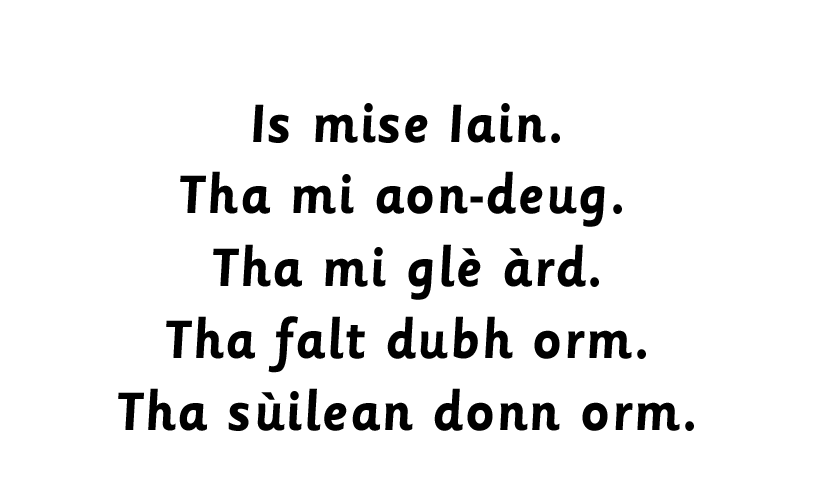 Is mise Iain.
Tha mi aon-deug.
Tha mi glè àrd.
Tha falt dubh orm.
Tha sùilean donn orm.